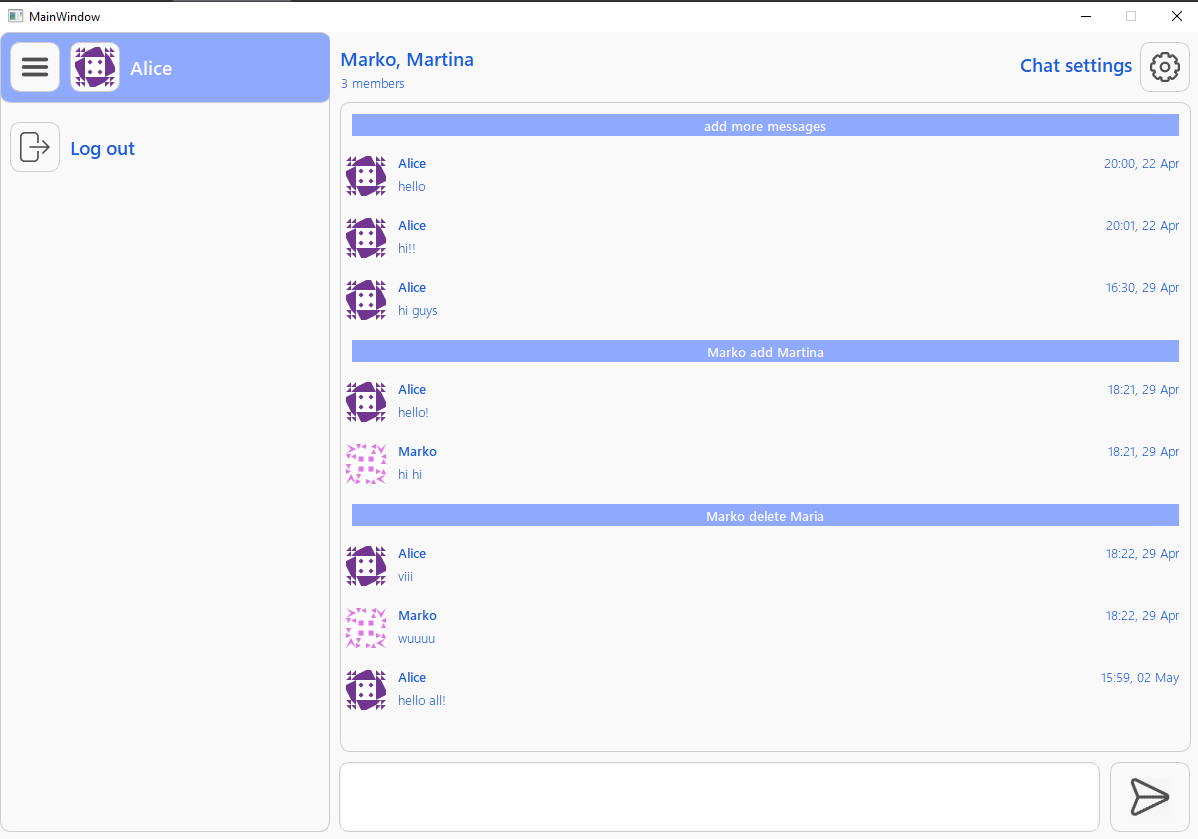 MainWindow
Alice
Log out
Marko, Martina
3 members
Chat settings
add more messages
Alice
20:00, 22 Apr
hello
Alice
20:01, 22 Apr
hi!!
Alice
16:30, 29 Apr
hi guys
Marko add Martina
Alice
18:21, 29 Apr
hello!
Marko
18:21, 29 Apr
hi hi
Marko delete Maria
Alice
18:22, 29 Apr
viii
Marko
18:22, 29 Apr
wuuuu
Alice
15:59, 02 May
hello all!